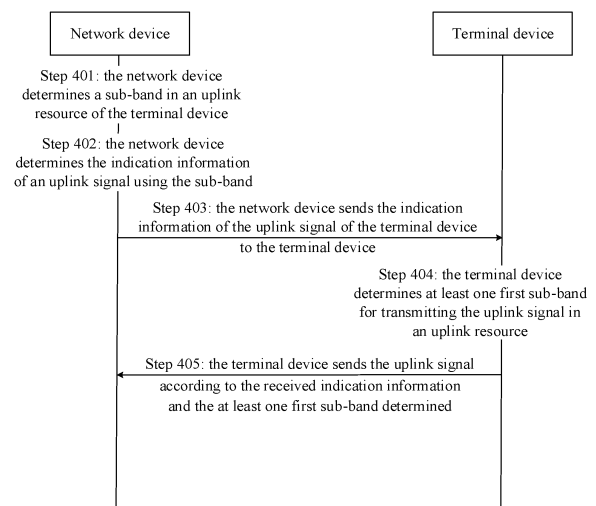 Network device
Terminal device
Step 401: the network device
determines a sub-band in an uplink
resource of the terminal device
Step 402: the network device
determines the indication information
of an uplink signal using the sub-band
Step 403: the network device sends the indication
information of the uplink signal of the terminal device
to the terminal device
Step 404: the terminal device
determines at least one first sub-band
for transmitting the uplink signal in
an uplink resource
Step 405: the terminal device sends the uplink signal
according to the received indication information
and the at least one first sub-band determined